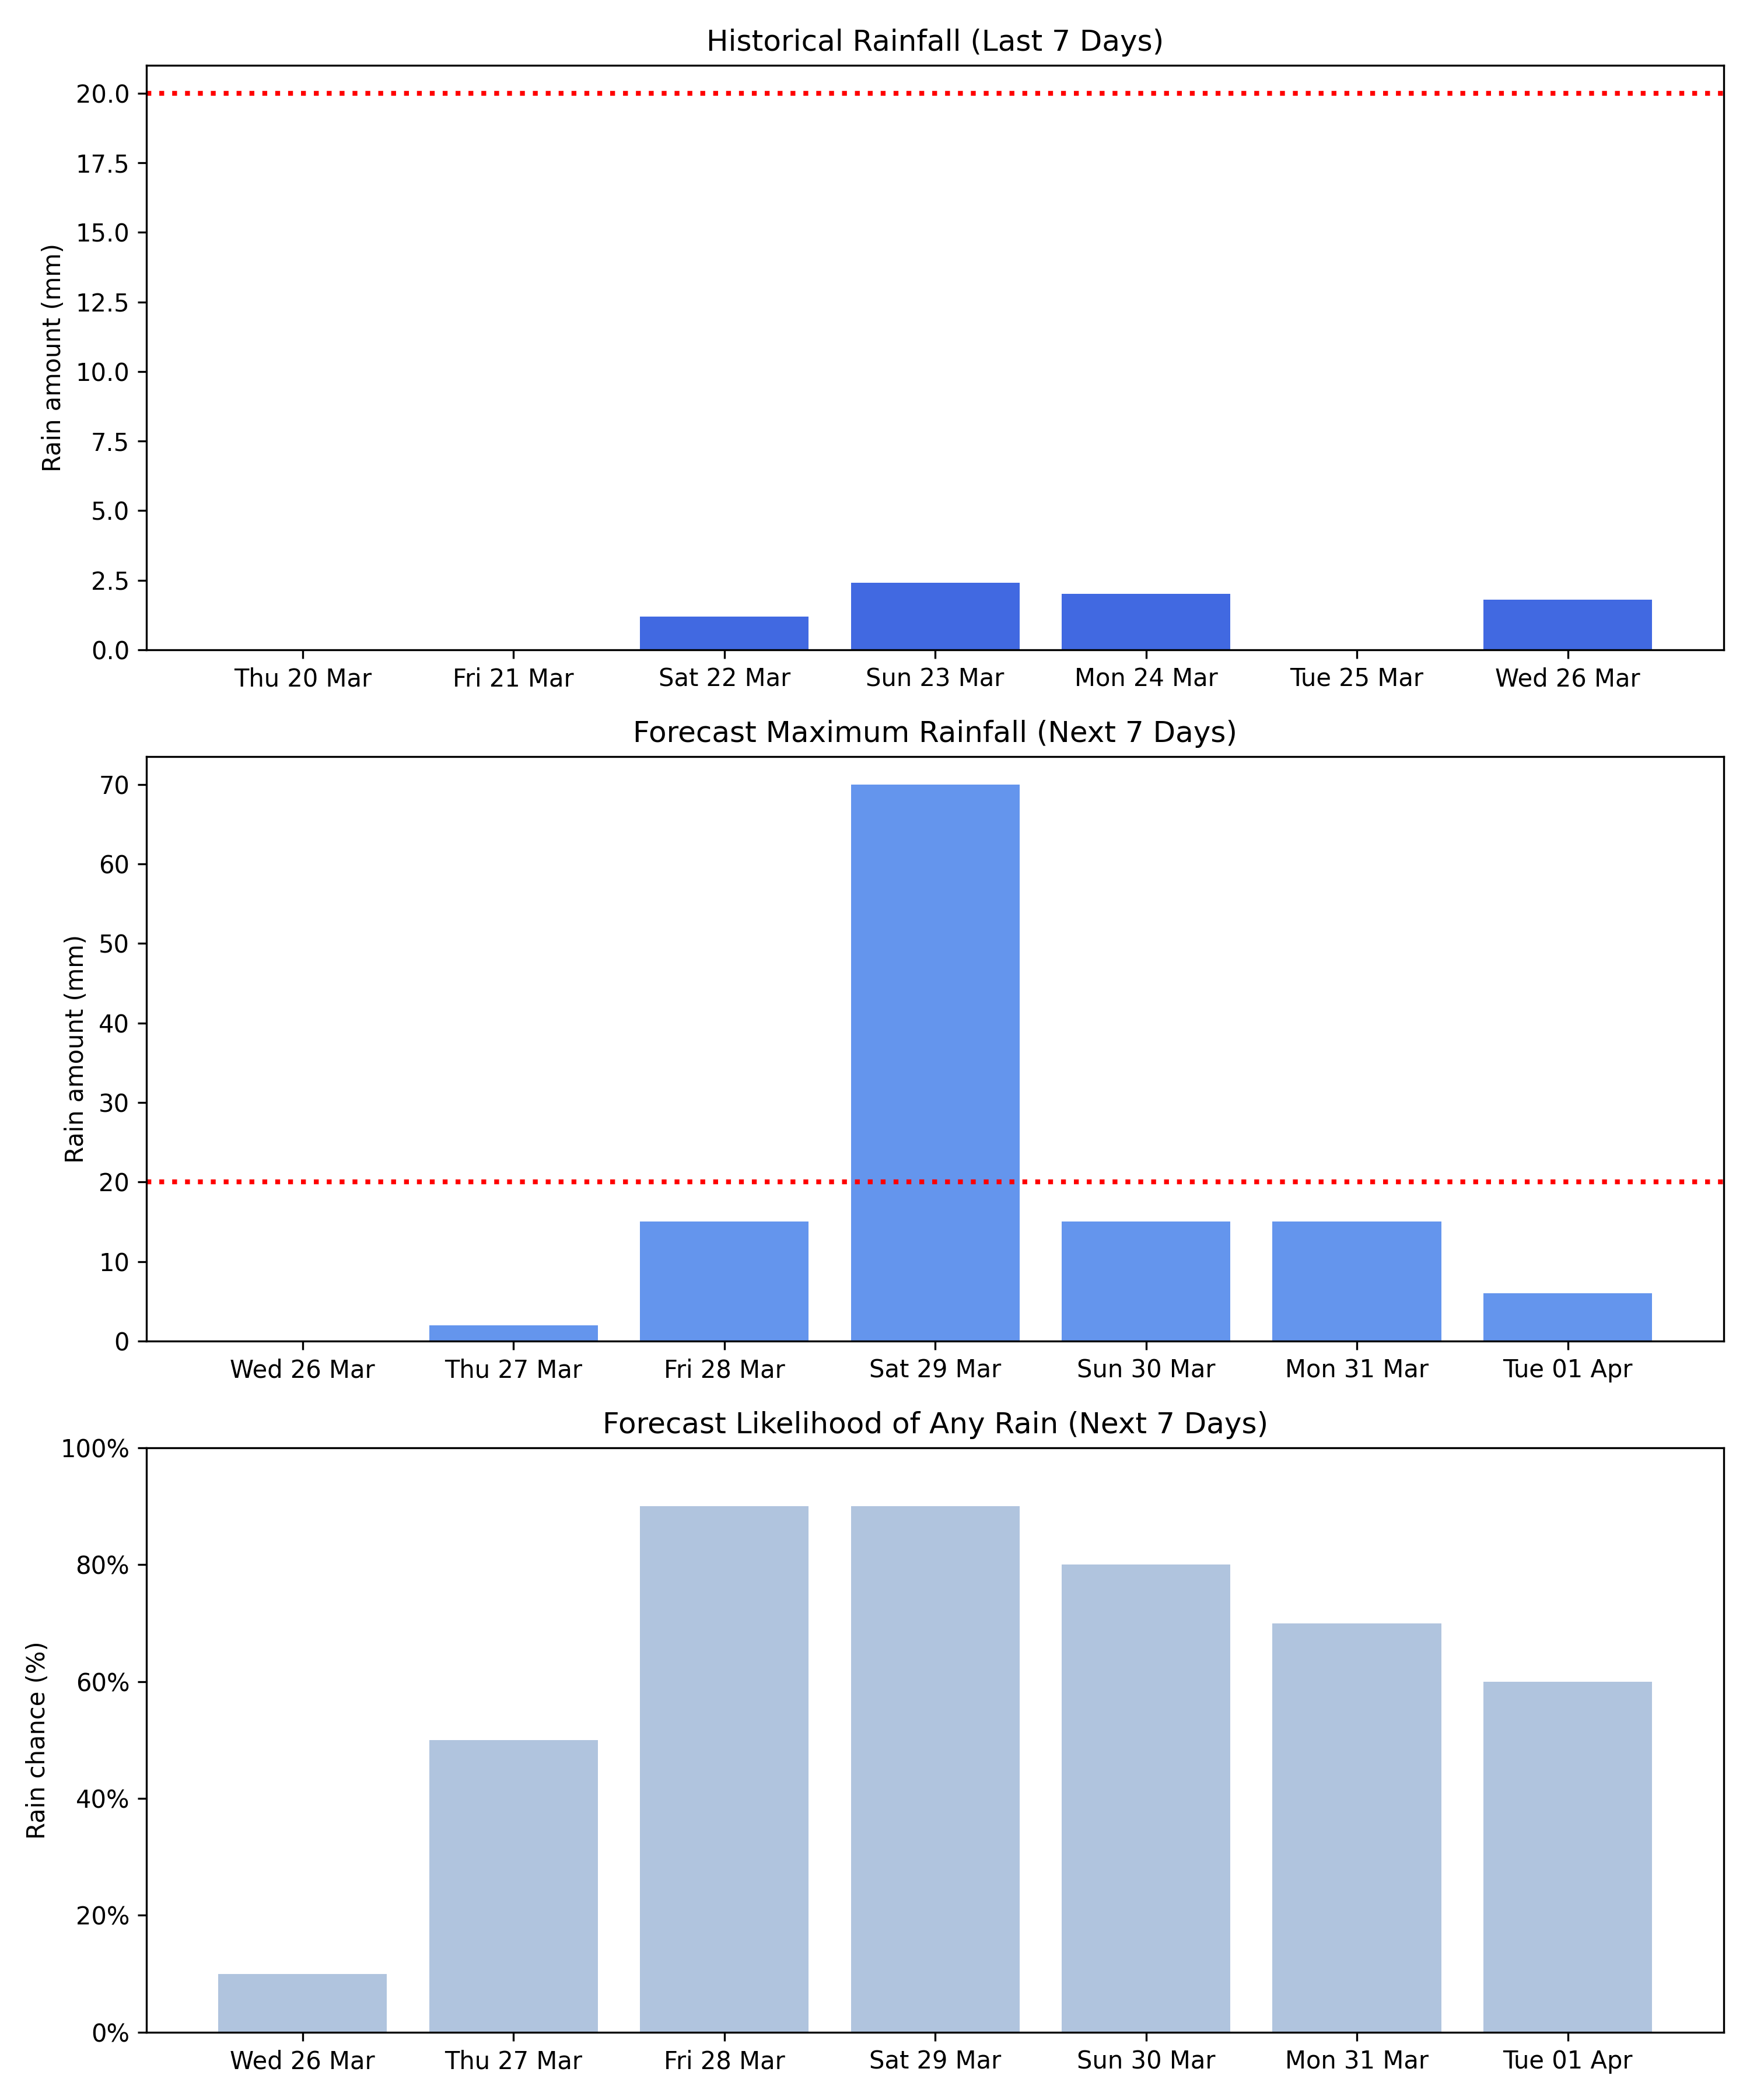 Historical Rainfall (Last 7 Days)
Rain amount (mm)
20.0
17.5
15.0
12.5
10.0
7.5
5.0
2.5
0.0
Thu 20 Mar Fri 21 Mar Sat 22 Mar Sun 23 Mar Mon 24 Mar Tue 25 Mar Wed 26 Mar
Forecast Maximum Rainfall (Next 7 Days)
Rain amount (mm)
70
60
50
40
30
20
10
0
Wed 26 Mar Thu 27 Mar Fri 28 Mar Sat 29 Mar Sun 30 Mar Mon 31 Mar Tue 01 Apr
Forecast Likelihood of Any Rain (Next 7 Days)
Rain chance (%)
100%
80%
60%
40%
20%
0%
Wed 26 Mar Thu 27 Mar Fri 28 Mar Sat 29 Mar Sun 30 Mar Mon 31 Mar Tue 01 Apr